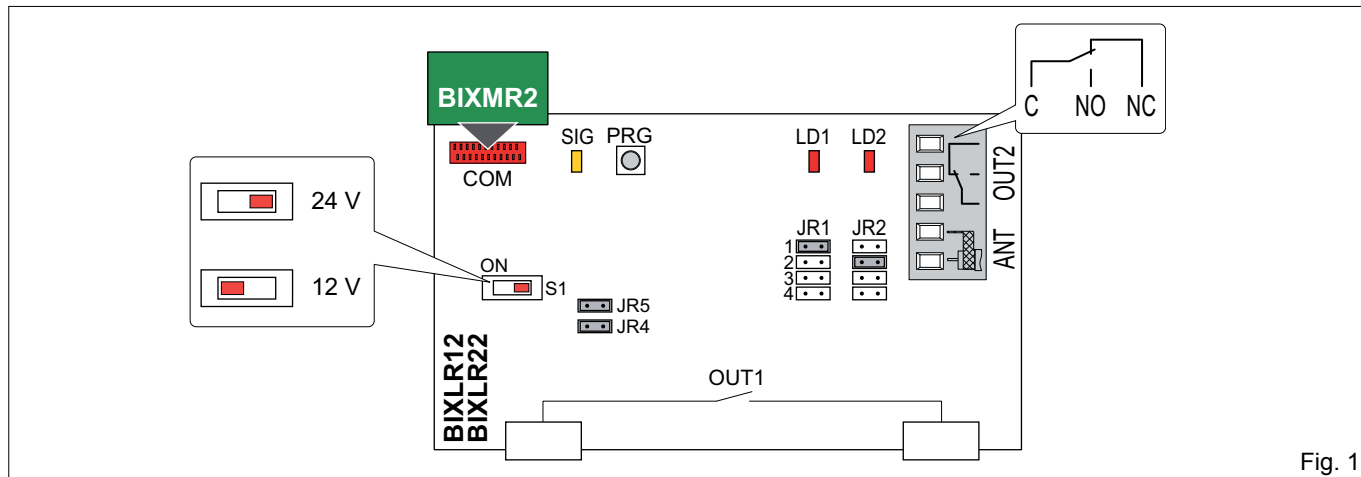 BIXMR2
C NO NC
SIG PRG LD1 LD2
COM
OUT2
24 V
12 V
JR1 JR2
1
2
3
4
ANT
ON
S1
JR5
JR4
BIXLR12
BIXLR22
OUT1
Fig. 1